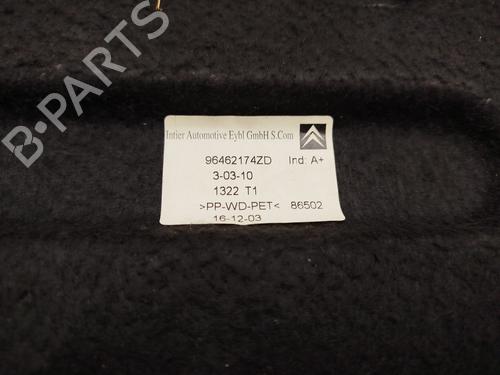 B-PARTS
Intier Automotive Eybl GmbH S.Com
96462174ZD Ind: A+
3-03-10
1322 T1
>PP-WD-PET< 86502
16-12-03